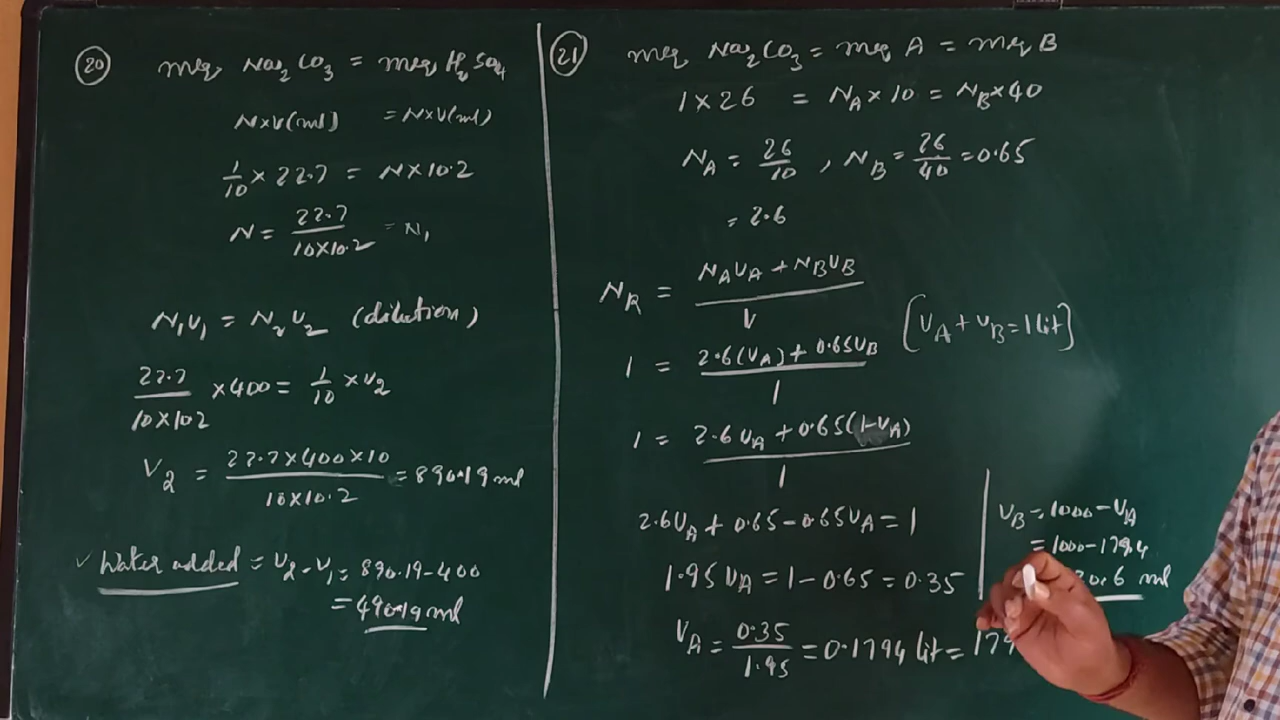 20 meq Na2CO3 = meq H2SO4
N×V(ml) = N×V(ml)
1/10 × 22.7 = N×10.2
N = 22.7/10×10.2 = N1
N1V1 = N2V2 (dilution)
22.7/10×102 ×400 = 1/10 × V2
V2 = 22.7×400×10/10×10.2 = 890.19 ml
✓ Water added = V2-V1 = 890.19-400
= 490.19 ml
21 meq Na2CO3 = meq A = meq B
1×26 = NA×10 = NB×40
NA = 26/10, NB = 26/40 = 0.65
= 2.6
NR = NAVA + NBVB/V
[VA+VB=1lit]
1 = 2.6(VA)+0.65VB/1
1 = 2.6VA+0.65(1-VA)/1
2.6VA+0.65-0.65VA=1
1.95VA=1-0.65=0.35
VA = 0.35/1.95 = 0.1794 lit = 179
VB = 1000-VA
= 1000-179.4
20.6 ml